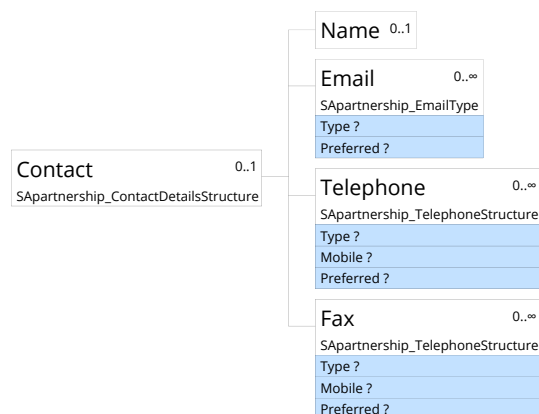 Name 0..1
Email 0..∞
SApartnership_EmailType
Type ?
Preferred ?
Contact 0..1
SApartnership_ContactDetailsStructure
Telephone 0..∞
SApartnership_TelephoneStructure
Type ?
Mobile ?
Preferred ?
Fax 0..∞
SApartnership_TelephoneStructure
Type ?
Mobile ?
Preferred ?